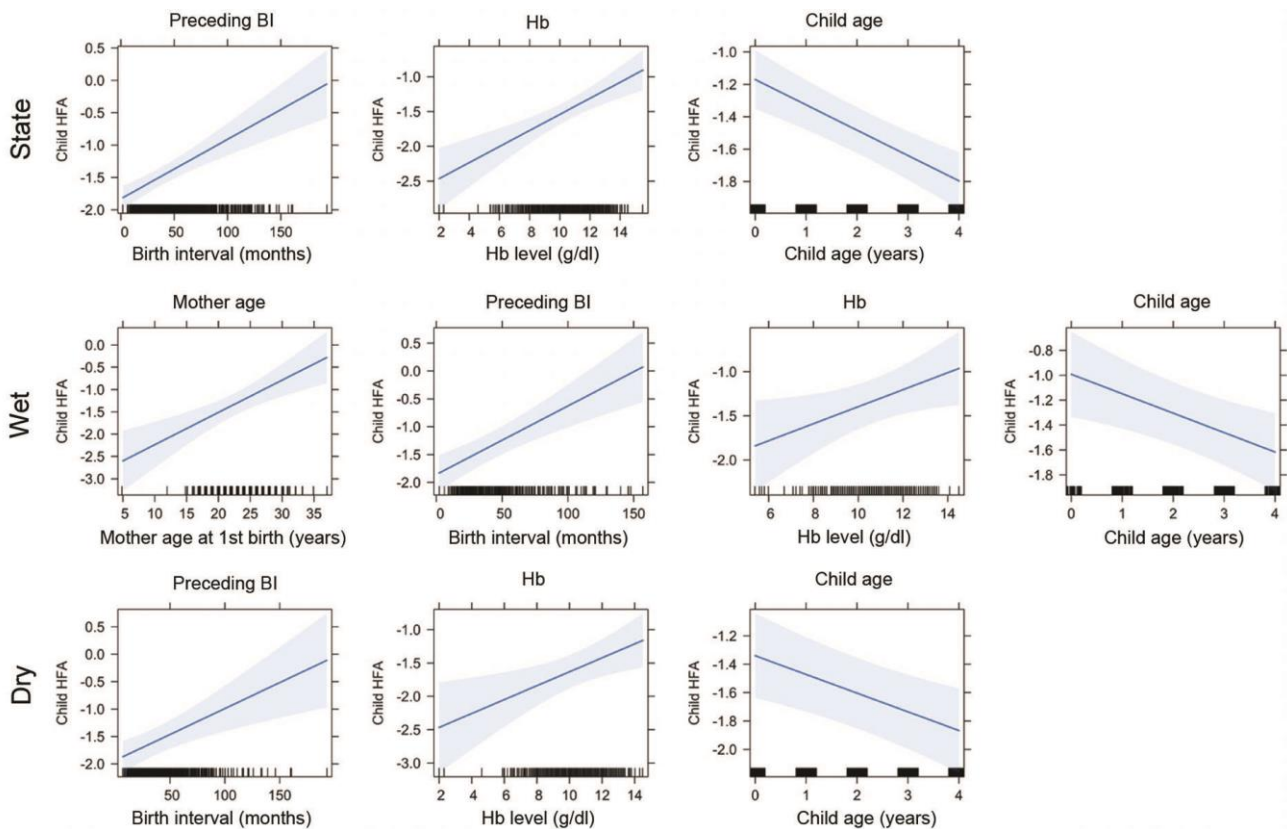 State
Preceding BI
Child HFA
0.5
0.0
-0.5
-1.0
-1.5
-2.0
0 50 100 150
Birth interval (months)
Hb
Child HFA
-1.0
-1.5
-2.0
-2.5
2 4 6 8 10 12 14
Hb level (g/dl)
Child age
Child HFA
-1.0
-1.2
-1.4
-1.6
-1.8
0 1 2 3 4
Child age (years)
Wet
Mother age
Child HFA
0.0
-0.5
-1.0
-1.5
-2.0
-2.5
-3.0
5 10 15 20 25 30 35
Mother age at 1st birth (years)
Preceding BI
Child HFA
0.5
0.0
-0.5
-1.0
-1.5
-2.0
0 50 100 150
Birth interval (months)
Hb
Child HFA
-1.0
-1.5
-2.0
6 8 10 12 14
Hb level (g/dl)
Child age
Child HFA
-0.8
-1.0
-1.2
-1.4
-1.6
-1.8
0 1 2 3 4
Child age (years)
Dry
Preceding BI
Child HFA
0.5
0.0
-0.5
-1.0
-1.5
-2.0
50 100 150
Birth interval (months)
Hb
Child HFA
-1.0
-1.5
-2.0
-2.5
-3.0
2 4 6 8 10 12 14
Hb level (g/dl)
Child age
Child HFA
-1.2
-1.4
-1.6
-1.8
-2.0
0 1 2 3 4
Child age (years)